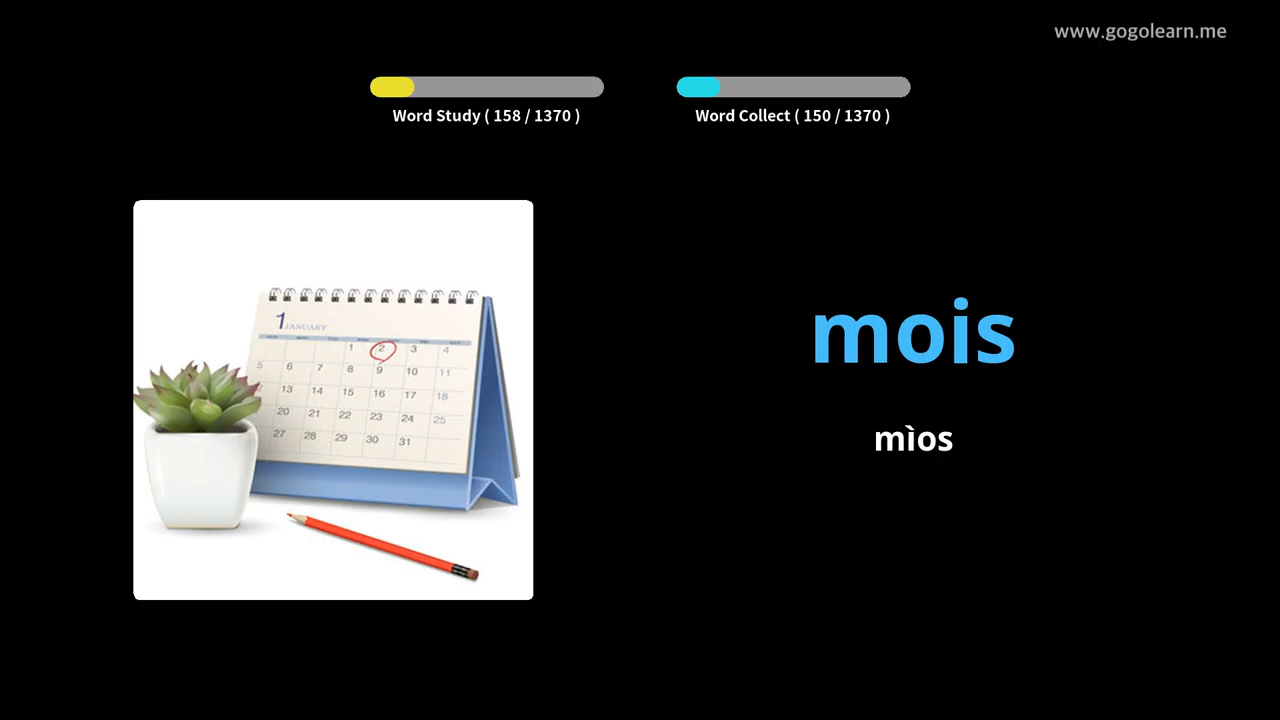 www.gogolearn.me
Word Study ( 158 / 1370 )
Word Collect ( 150 / 1370 )
1 JANUARY
1 2 3 4
5 6 7 8 9 10 11
13 14 15 16 17 18
20 21 22 23 24 25
27 28 29 30 31
mois
mìos